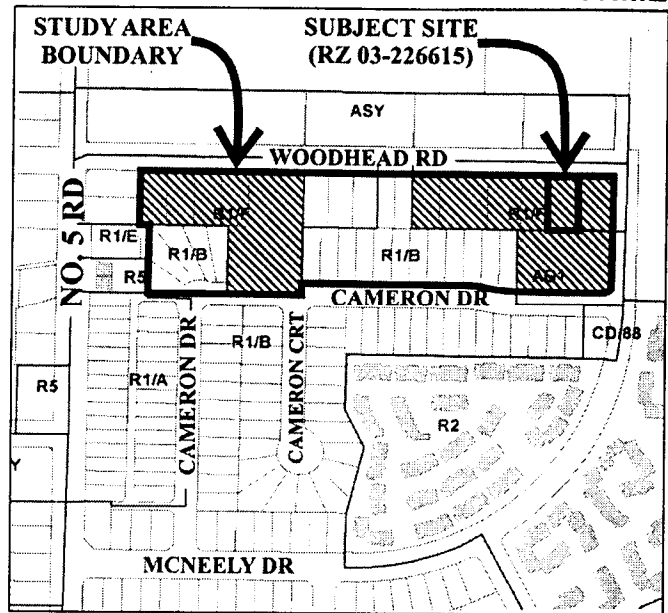 STUDY AREA
BOUNDARY
SUBJECT SITE
(RZ 03-226615)
ASY
WOODHEAD RD
NO. 5 RD
R1/F
R1/F
R1/E
R1/B
R1/B
R5
AG1
CAMERON DR
R1/B
CD/88
R5
R1/A
CAMERON DR
CAMERON CRT
R2
Y
MCNEELY DR